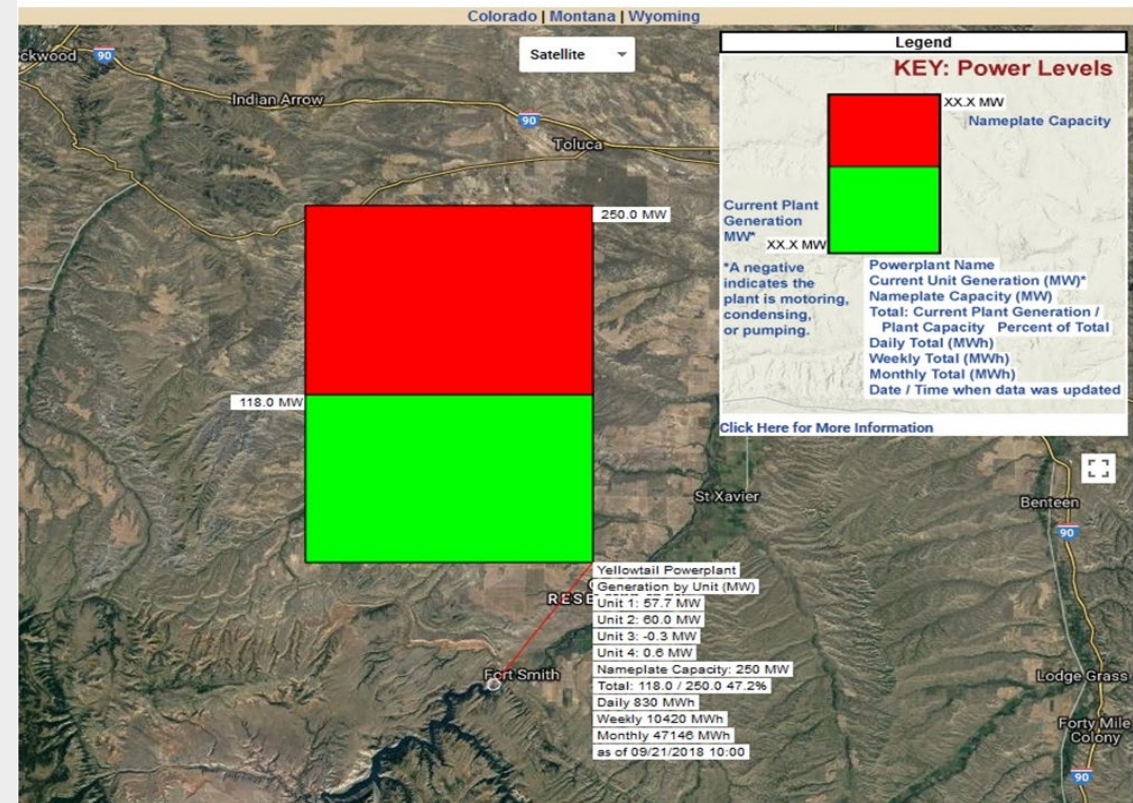 Colorado | Montana | Wyoming
ckwood
90
Satellite
Indian Arrow
90
Toluca
Legend
KEY: Power Levels
XX.X MW
Nameplate Capacity
Current Plant
Generation
MW*
XX.X MW
*A negative
indicates the
plant is motoring,
condensing,
or pumping.
Powerplant Name
Current Unit Generation (MW)*
Nameplate Capacity (MW)
Total: Current Plant Generation /
Plant Capacity Percent of Total
Daily Total (MWh)
Weekly Total (MWh)
Monthly Total (MWh)
Date / Time when data was updated
Click Here for More Information
250.0 MW
118.0 MW
St Xavier
Benteen
90
Yellowtail Powerplant
Generation by Unit (MW)
RESE
Unit 1: 57.7 MW
Unit 2: 60.0 MW
Unit 3: -0.3 MW
Unit 4: 0.6 MW
Fort Smith
Nameplate Capacity: 250 MW
Total: 118.0 / 250.0 47.2%
Daily 830 MWh
Weekly 10420 MWh
Monthly 47146 MWh
as of 09/21/2018 10:00
Lodge Grass
Forty Mile
Colony
90